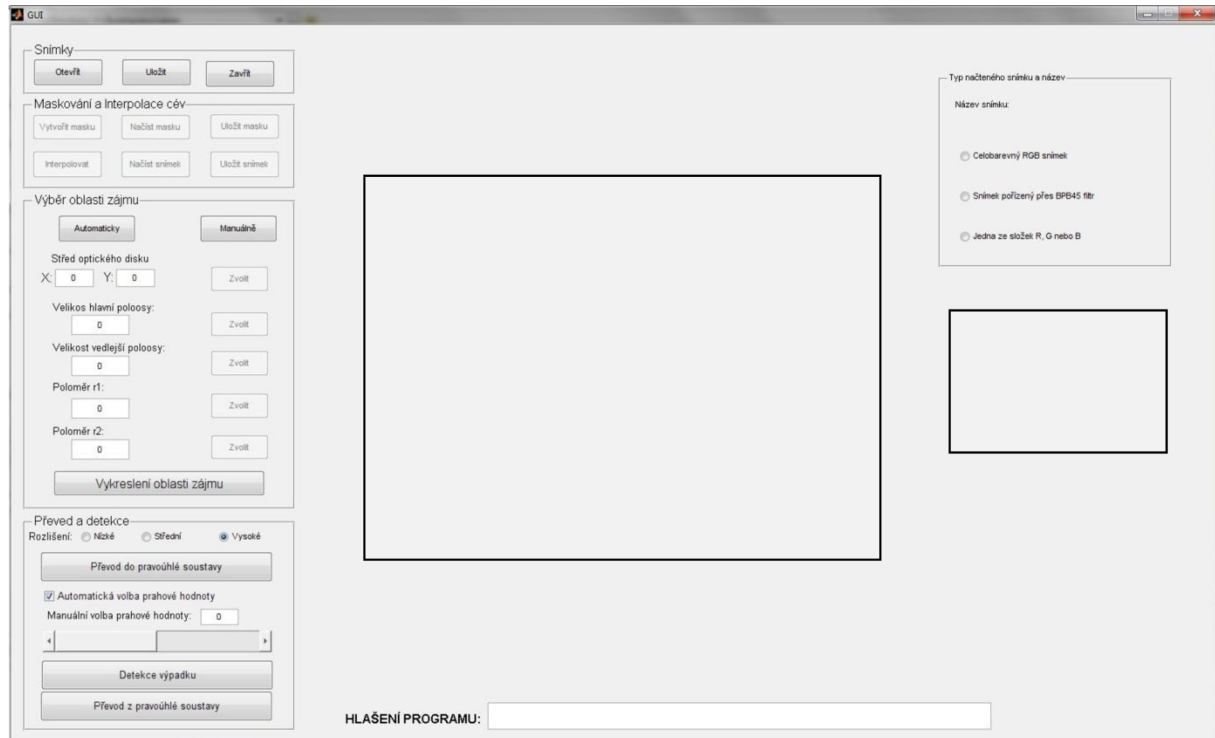 GUI
Snímky
Otevřít Uložit Zavřít
Maskování a Interpolace cév
Vytvořit masku Načíst masku Uložit masku
Interpolovat Načíst snímek Uložit snímek
Výběr oblasti zájmu
Automaticky Manuálně
Střed optického disku
X: 0 Y: 0 Zvolit
Velikos hlavní poloosy:
0 Zvolit
Velikost vedlejší poloosy:
0 Zvolit
Poloměr r1:
0 Zvolit
Poloměr r2:
0 Zvolit
Vykreslení oblasti zájmu
Převed a detekce
Rozlišení: Nízké Střední Vysoké
Převod do pravoúhlé soustavy
Automatická volba prahové hodnoty
Manuální volba prahové hodnoty: 0
Detekce výpadku
Převod z pravoúhlé soustavy
Typ načteného snímku a název
Název snímku:
Celobarevný RGB snímek
Snímek pořízený přes BPB45 filtr
Jedna ze složek R, G nebo B
HLAŠENÍ PROGRAMU: